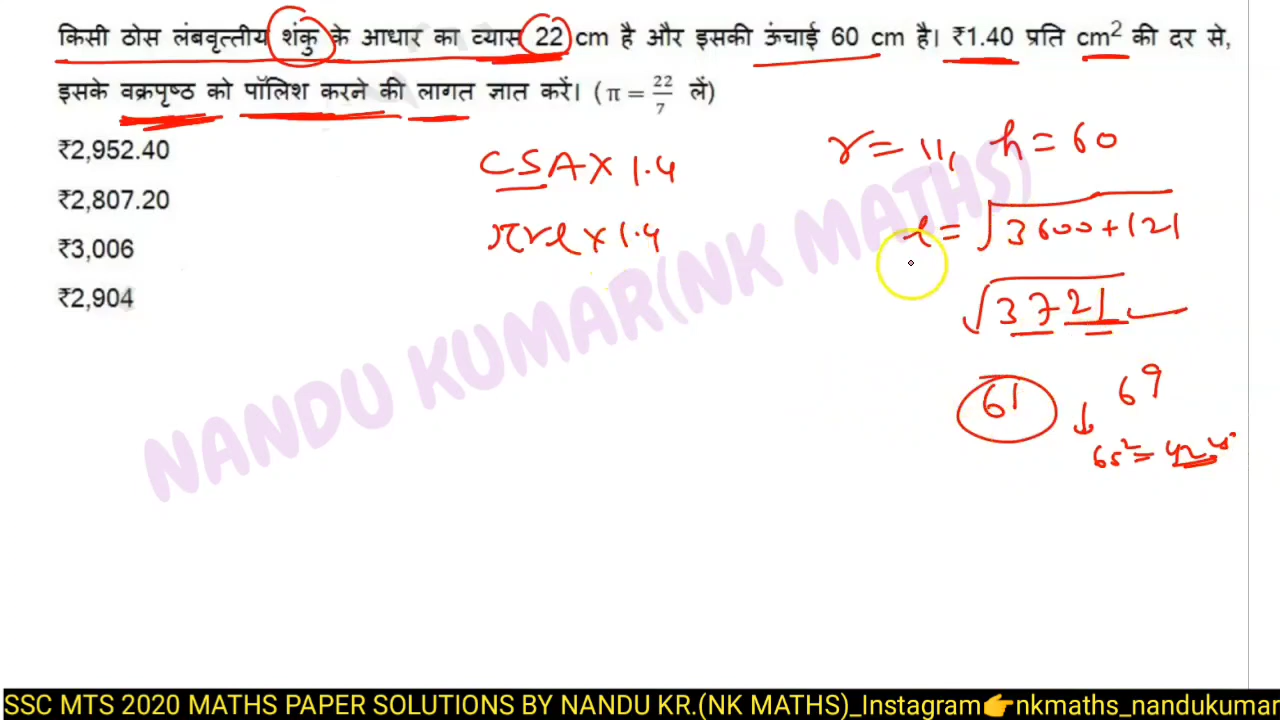 किसी ठोस लंबवृत्तीय शंकु के आधार का व्यास 22 cm है और इसकी ऊंचाई 60 cm है। ₹1.40 प्रति cm² की दर से,
इसके वक्रपृष्ठ को पॉलिश करने की लागत ज्ञात करें। (π = 22/7 लें)
₹2,952.40
₹2,807.20
₹3,006
₹2,904
CSA × 1.4
πrl × 1.4
r = 11, h = 60
l = √3600+121
√3721
61
69
65² = 42
NANDU KUMAR(NK MATHS)
SSC MTS 2020 MATHS PAPER SOLUTIONS BY NANDU KR.(NK MATHS)_Instagram👉nkmaths_nandukumar